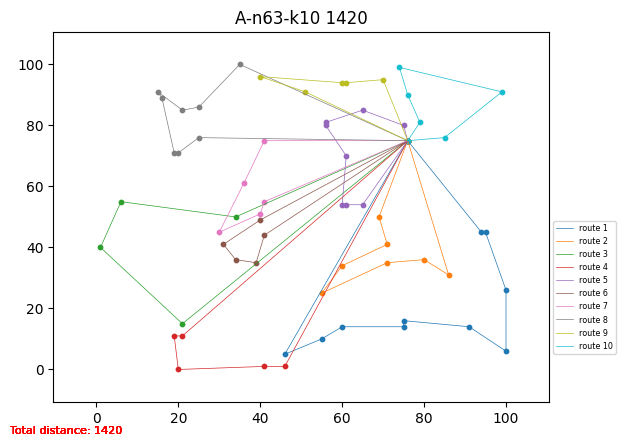 A-n63-k10 1420
100
80
60
40
20
0
0 20 40 60 80 100
route 1
route 2
route 3
route 4
route 5
route 6
route 7
route 8
route 9
route 10
Total distance: 1420